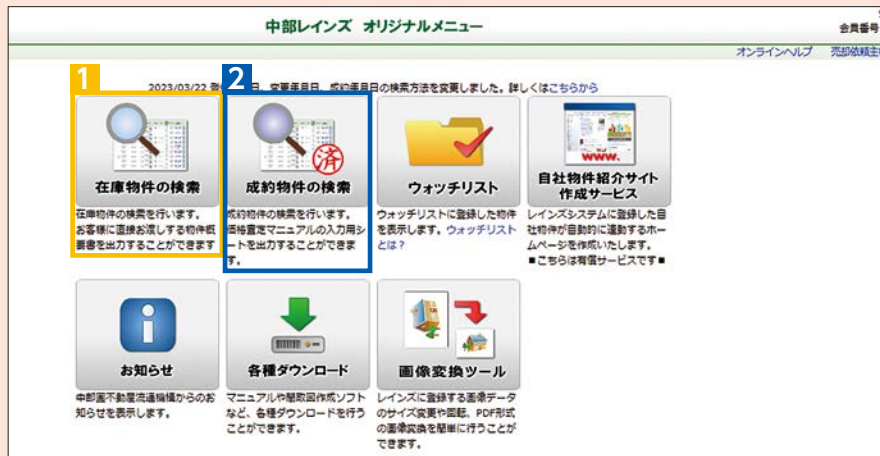 中部レインズ オリジナルメニュー
会員番号
オンラインヘルプ 売却依頼主
1
2
2023/03/22 登 日、変更年月日、成約年月日の検索方法を変更しました。詳しくはこちらから
済
www.
在庫物件の検索
成約物件の検索
ウォッチリスト
自社物件紹介サイト
作成サービス
在庫物件の検索を行います。
お客様に直接お渡しする物件概
要書を出力することができます
成約物件の検索を行います。
価格査定マニュアルの入力用シ
ートを出力することができま
す。
ウォッチリストに登録した物件
を表示します。ウォッチリスト
とは?
レインズシステムに登録した自
社物件が自動的に連動するホー
ムページを作成いたします。
■こちらは有償サービスです■
お知らせ
各種ダウンロード
画像変換ツール
中部圏不動産流通機構からのお
知らせを表示します。
マニュアルや間取図作成ソフト
など、各種ダウンロードを行う
ことができます。
レインズに登録する画像データ
のサイズ変更や回転、PDF形式
の画像変換を簡単に行うことが
できます。